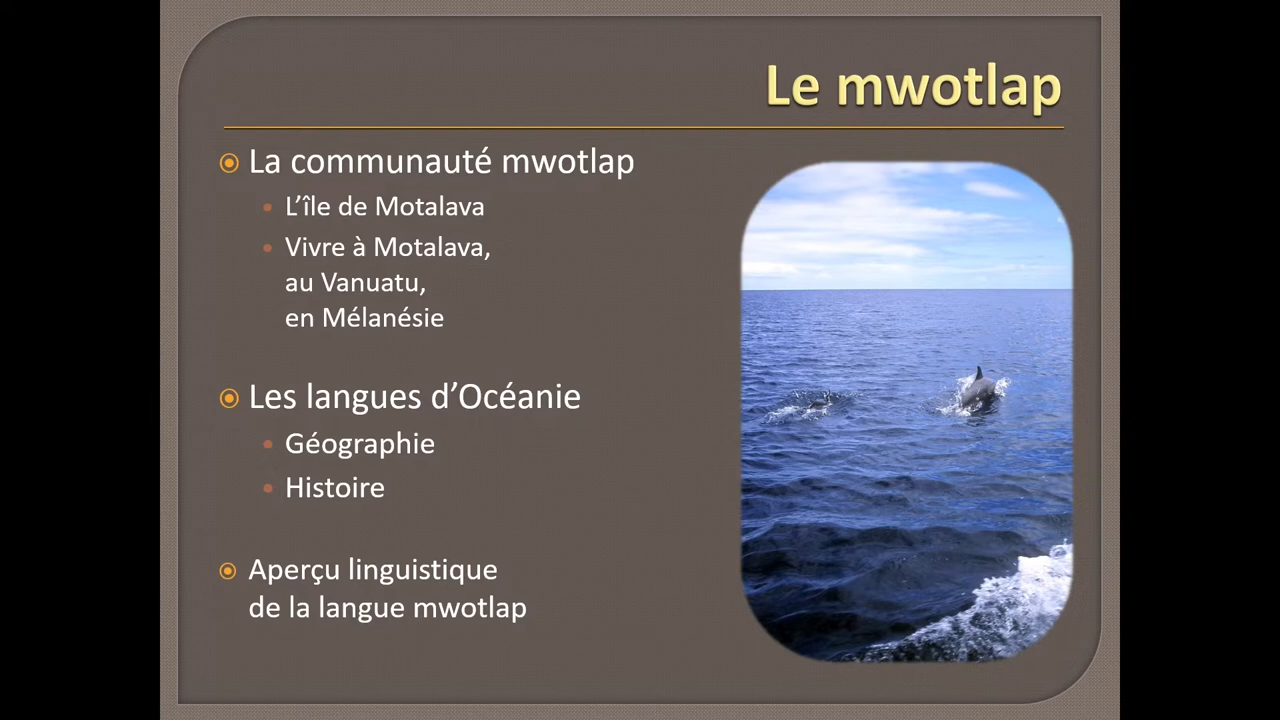 Le mwotlap
La communauté mwotlap
L’île de Motalava
Vivre à Motalava,
au Vanuatu,
en Mélanésie
Les langues d’Océanie
Géographie
Histoire
Aperçu linguistique
de la langue mwotlap